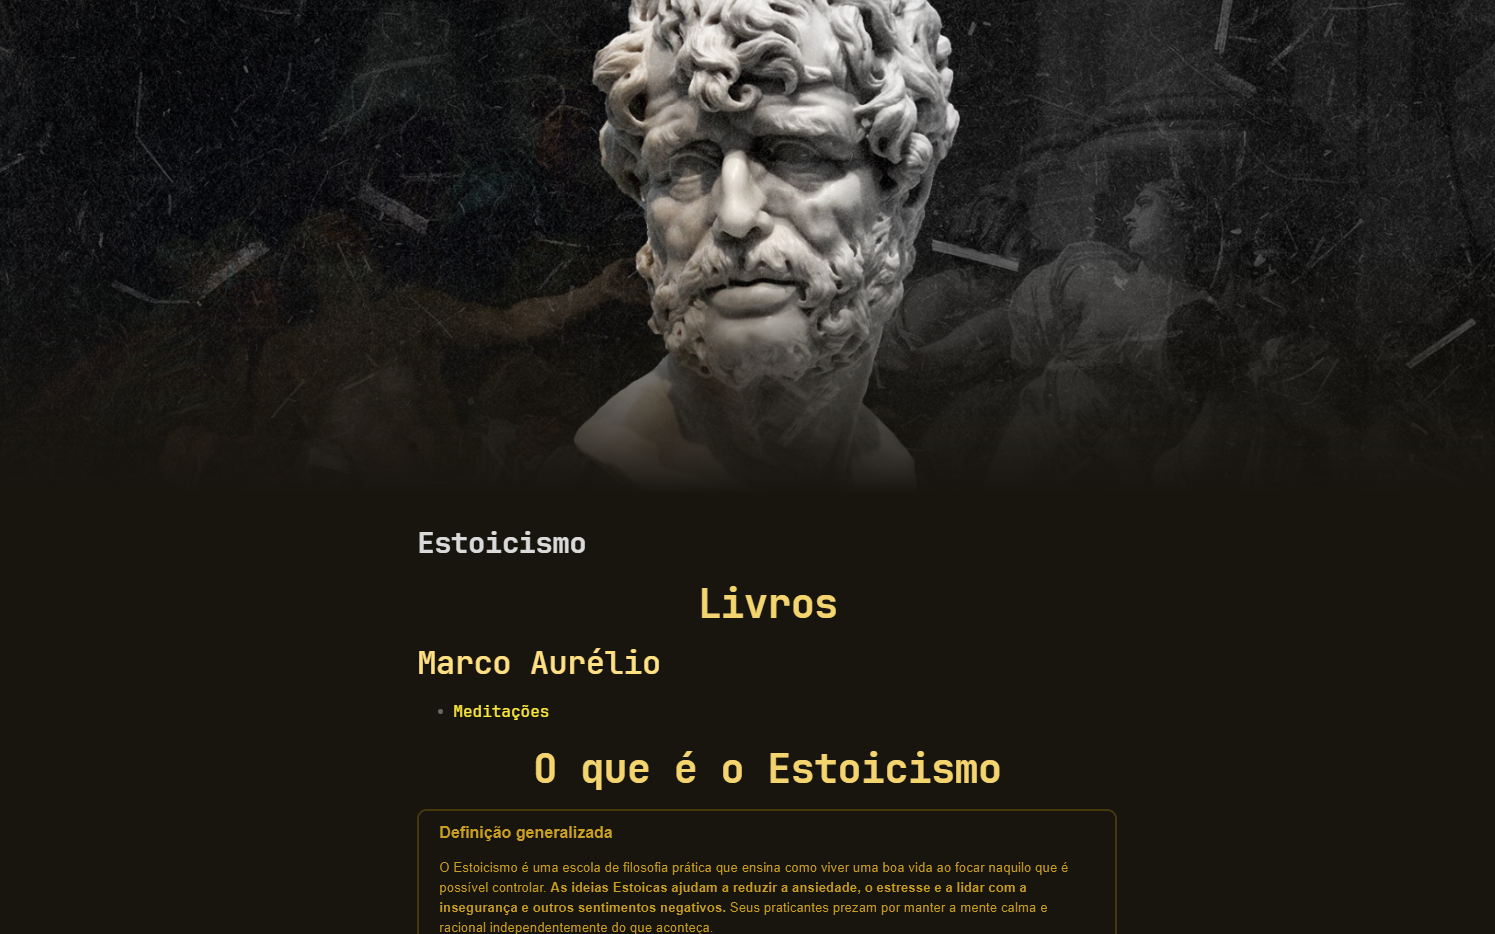 Estoicismo
Livros
Marco Aurélio
Meditações
O que é o Estoicismo
Definição generalizada
O Estoicismo é uma escola de filosofia prática que ensina como viver uma boa vida ao focar naquilo que é
possível controlar. As ideias Estoicas ajudam a reduzir a ansiedade, o estresse e a lidar com a
insegurança e outros sentimentos negativos. Seus praticantes prezam por manter a mente calma e
racional independentemente do que aconteça.